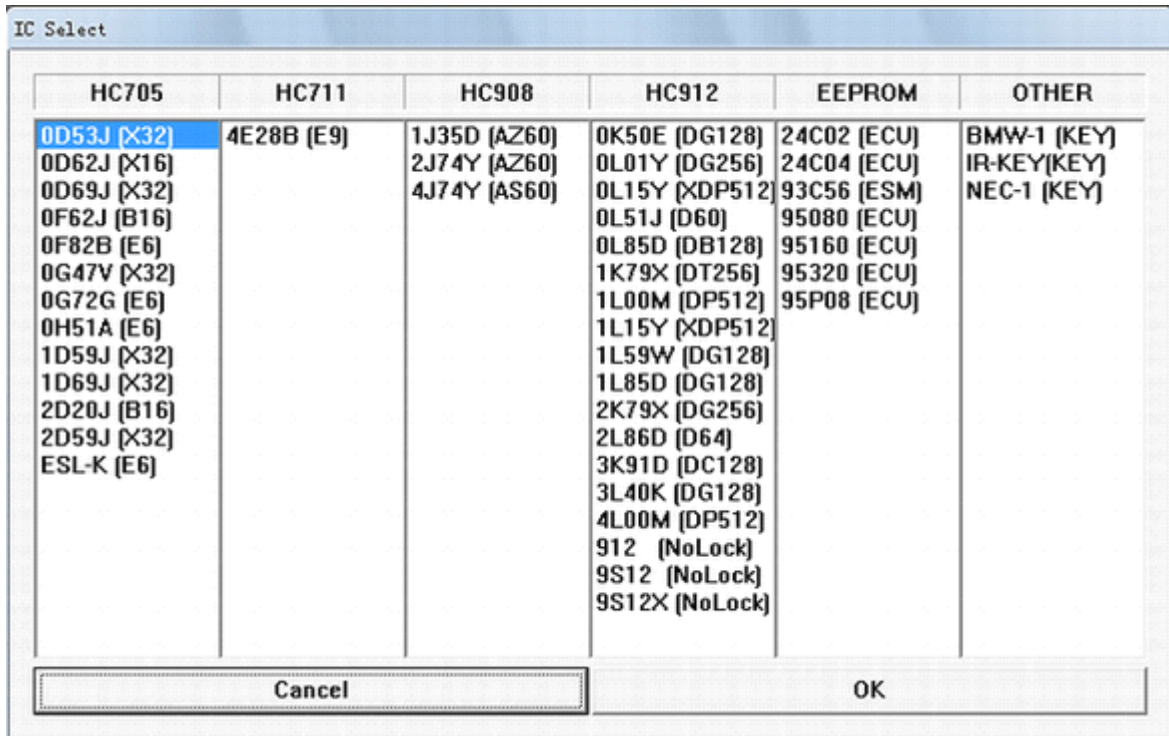 IC Select
HC705 HC711 HC908 HC912 EEPROM OTHER
0D53J (X32) 4E28B (E9) 1J35D (AZ60) 0K50E (DG128) 24C02 (ECU) BMW-1 (KEY)
0D62J (X16) 2J74Y (AZ60) 0L01Y (DG256) 24C04 (ECU) IR-KEY(KEY)
0D69J (X32) 4J74Y (AS60) 0L15Y (XDP512) 93C56 (ESM) NEC-1 (KEY)
0F62J (B16) 0L51J (D60) 95080 (ECU)
0F82B (E6) 0L85D (DB128) 95160 (ECU)
0G47V (X32) 1K79X (DT256) 95320 (ECU)
0G72G (E6) 1L00M (DP512) 95P08 (ECU)
0H51A (E6) 1L15Y (XDP512)
1D59J (X32) 1L59W (DG128)
1D69J (X32) 1L85D (DG128)
2D20J (B16) 2K79X (DG256)
2D59J (X32) 2L86D (D64)
ESL-K (E6) 3K91D (DC128)
3L40K (DG128)
4L00M (DP512)
912 (NoLock)
9S12 (NoLock)
9S12X (NoLock)
Cancel OK